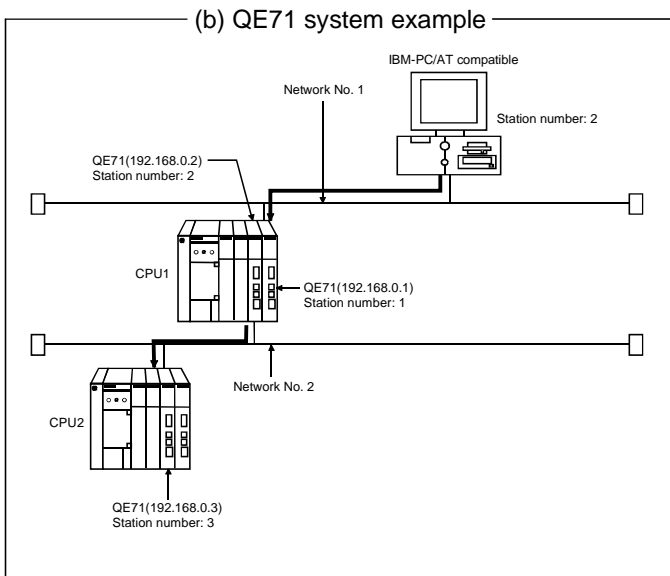 (b) QE71 system example
IBM-PC/AT compatible
Network No. 1
Station number: 2
QE71(192.168.0.2)
Station number: 2
CPU1
QE71(192.168.0.1)
Station number: 1
Network No. 2
CPU2
QE71(192.168.0.3)
Station number: 3